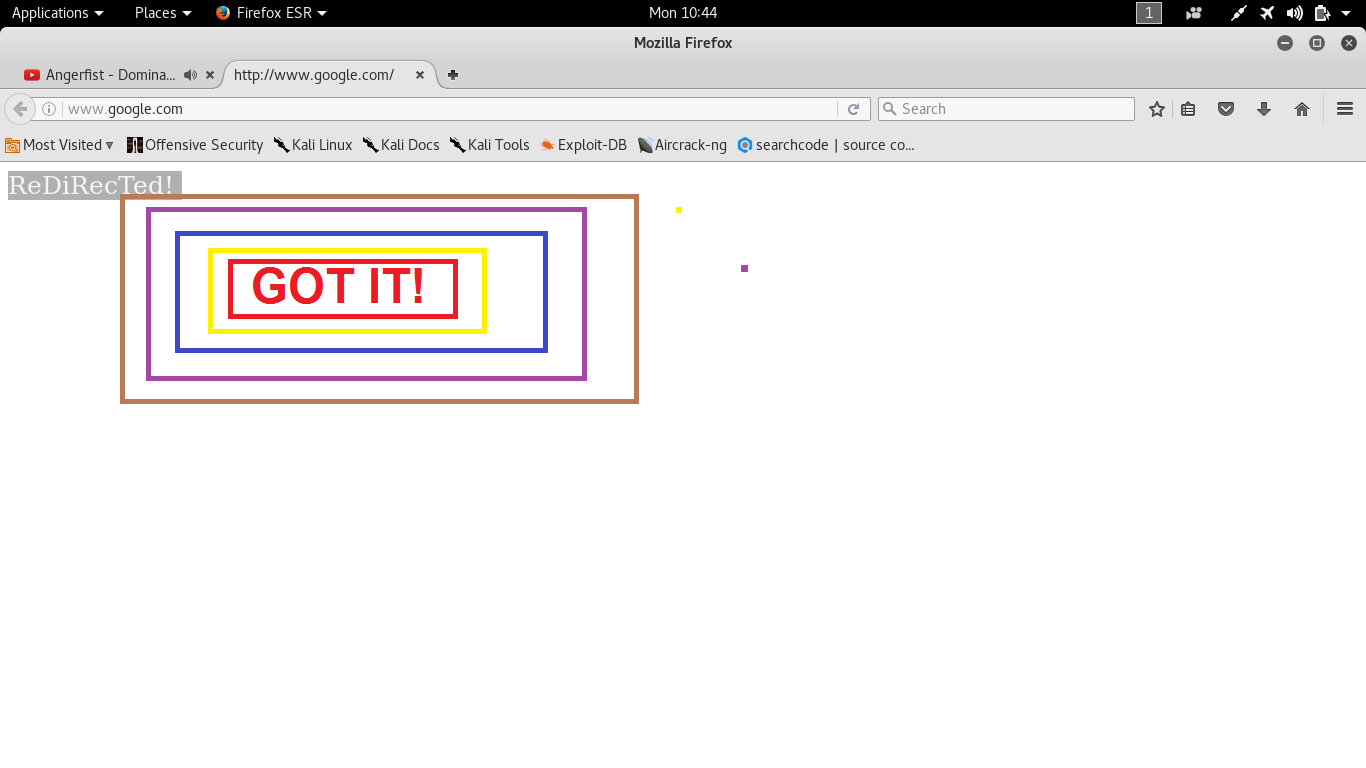 Applications Places Firefox ESR Mon 10:44 1
Mozilla Firefox
Angerfist - Domina... http://www.google.com/
www.google.com Search
Most Visited Offensive Security Kali Linux Kali Docs Kali Tools Exploit-DB Aircrack-ng searchcode | source co...
ReDiRecTed!
GOT IT!